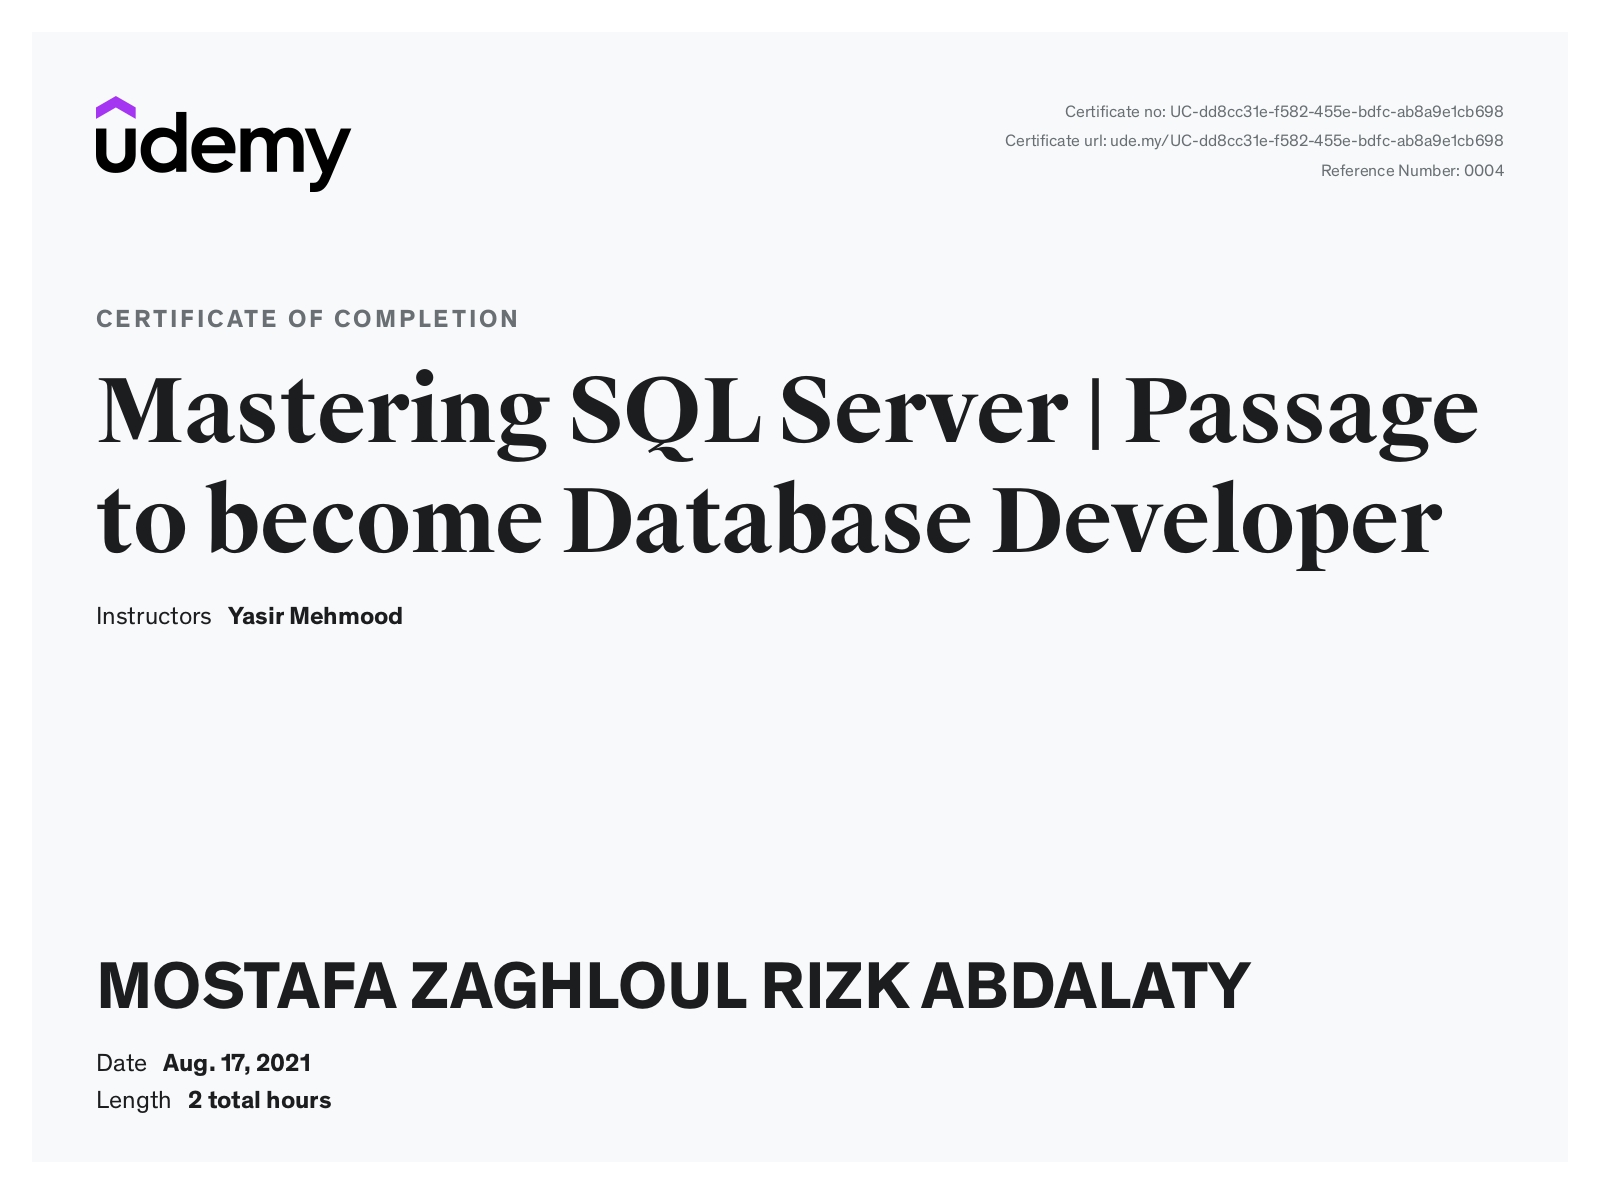 udemy
Certificate no: UC-dd8cc31e-f582-455e-bdfc-ab8a9e1cb698
Certificate url: ude.my/UC-dd8cc31e-f582-455e-bdfc-ab8a9e1cb698
Reference Number: 0004
CERTIFICATE OF COMPLETION
Mastering SQL Server | Passage
to become Database Developer
Instructors Yasir Mehmood
MOSTAFA ZAGHLOUL RIZK ABDALATY
Date Aug. 17, 2021
Length 2 total hours